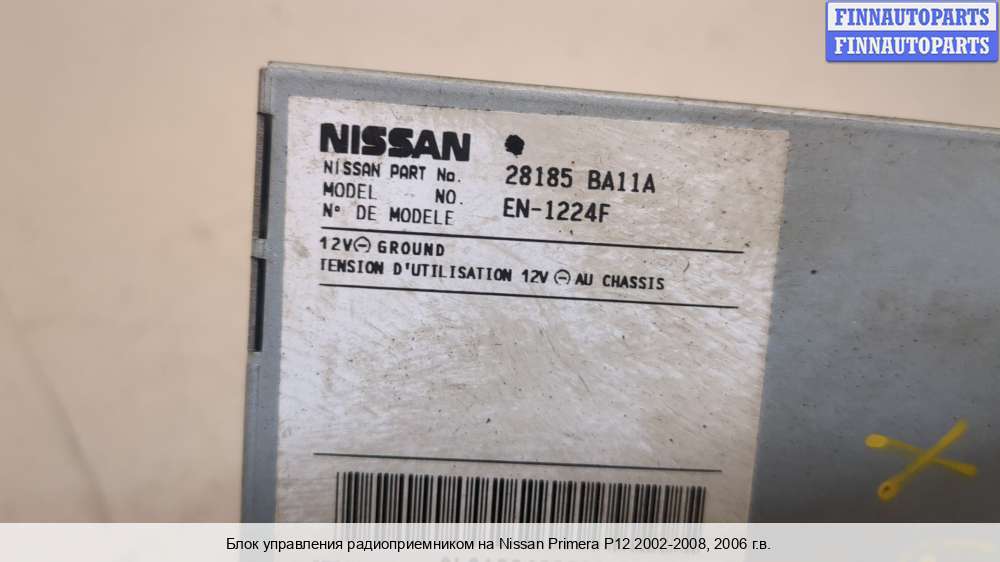 FINNAUTOPARTS
FINNAUTOPARTS
NISSAN
NISSAN PART No. 28185 BA11A
MODEL NO. EN-1224F
N° DE MODELE
12V⊖ GROUND
TENSION D'UTILISATION 12V ⊖ AU CHASSIS
Блок управления радиоприемником на Nissan Primera P12 2002-2008, 2006 г.в.